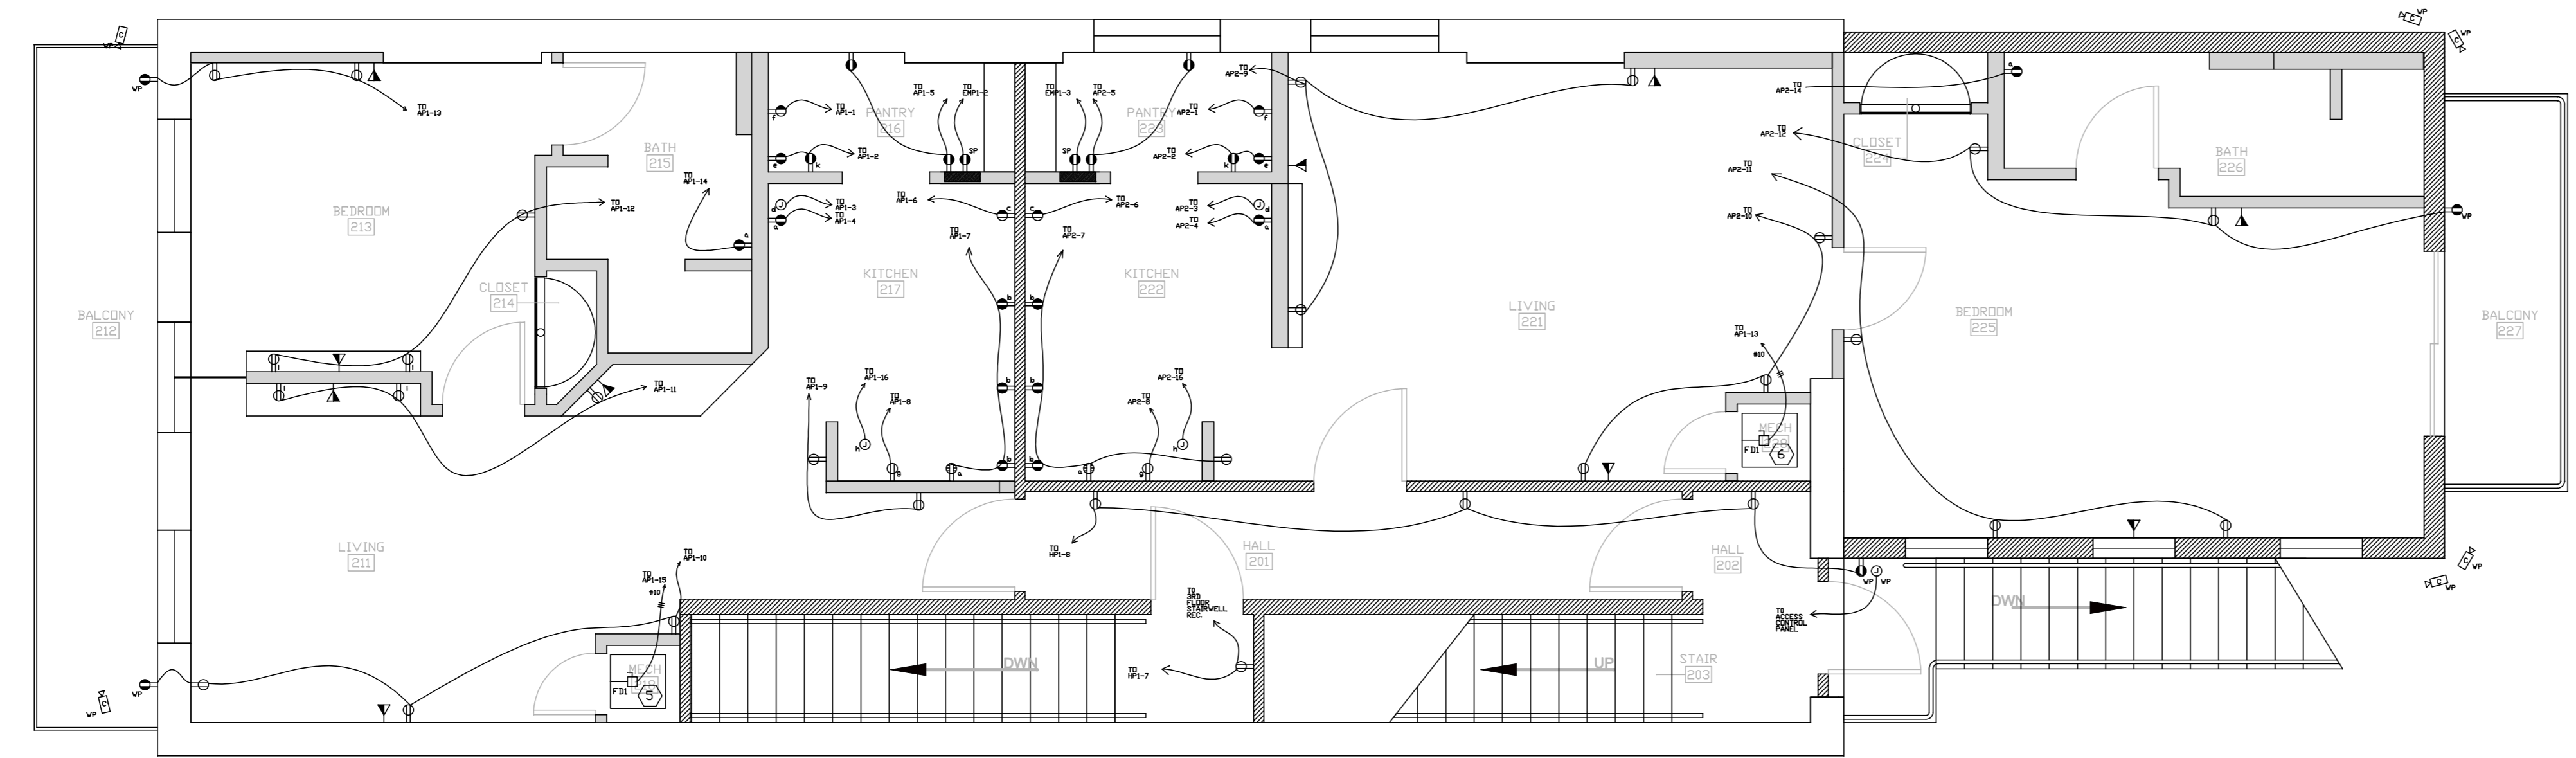 C
WP
C
WP
C
WP
WP
TO
AP1-13
TO
AP1-5
TO
EMP1-2
TO
EMP1-3
TO
AP2-5
TO
AP2-9
TO
AP2-14
P
TO
AP1-1
f
PANTRY
216
PANTRY
223
TO
AP2-1
f
TO
AP2-12
CLOSET
224
BATH
215
TO
AP1-2
e
k
SP
SP
TO
AP2-2
k
e
TO
AP2-11
BATH
226
TO
AP1-14
TO
AP1-12
BEDROOM
213
J
d
TO
AP1-3
TO
AP1-4
P
TO
AP1-6
c
c
TO
AP2-6
TO
AP2-3
TO
AP2-4
J
d
P
TO
AP2-10
WP
P
TO
AP1-7
TO
AP2-7
KITCHEN
217
KITCHEN
222
CLOSET
214
b
b
BALCONY
212
LIVING
221
BEDROOM
225
BALCONY
227
TO
AP1-13
#10
l
l
l
l
TO
AP1-11
TO
AP1-9
TO
AP1-16
TO
AP1-8
b
b
TO
AP2-16
TO
AP2-8
J
h
J
h
MECH
FD1
6
g
P
b
b
P
g
LIVING
211
TO
AP1-10
TO
HP1-8
HALL
201
HALL
202
C
WP
TO
AP1-15
#10
J
WP
WP
C
WP
TO
3RD
FLOOR
STAIRWELL
REC.
TO
ACCESS
CONTROL
PANEL
DWN
MECH
FD1
5
DWN
TO
HP1-7
UP
STAIR
203
WP
C
WP